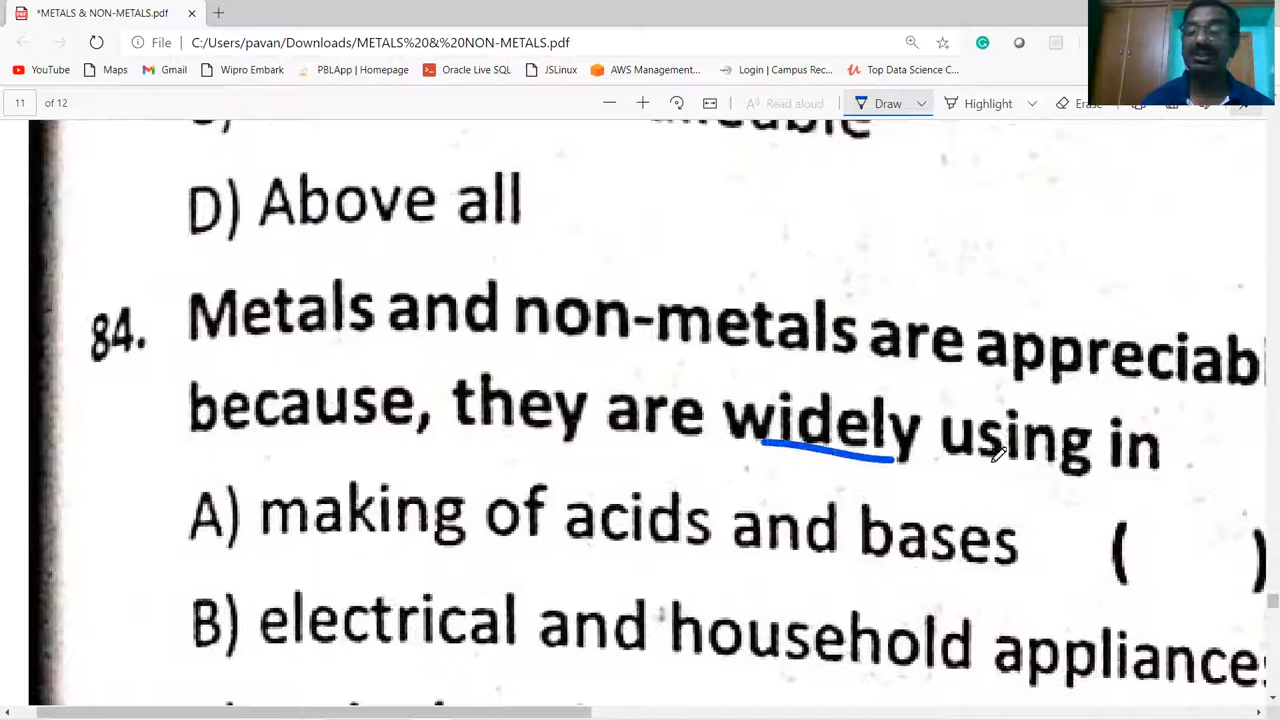 *METALS & NON-METALS.pdf
File C:/Users/pavan/Downloads/METALS%20&%20NON-METALS.pdf
YouTube Maps Gmail Wipro Embark PBLApp | Homepage Oracle Live SQL JSLinux AWS Management... Login | Campus Rec... Top Data Science C...
11 of 12 Read aloud Draw Highlight Erase
D) Above all
84. Metals and non-metals are appreciab
because, they are widely using in
A) making of acids and bases ( )
B) electrical and household appliances